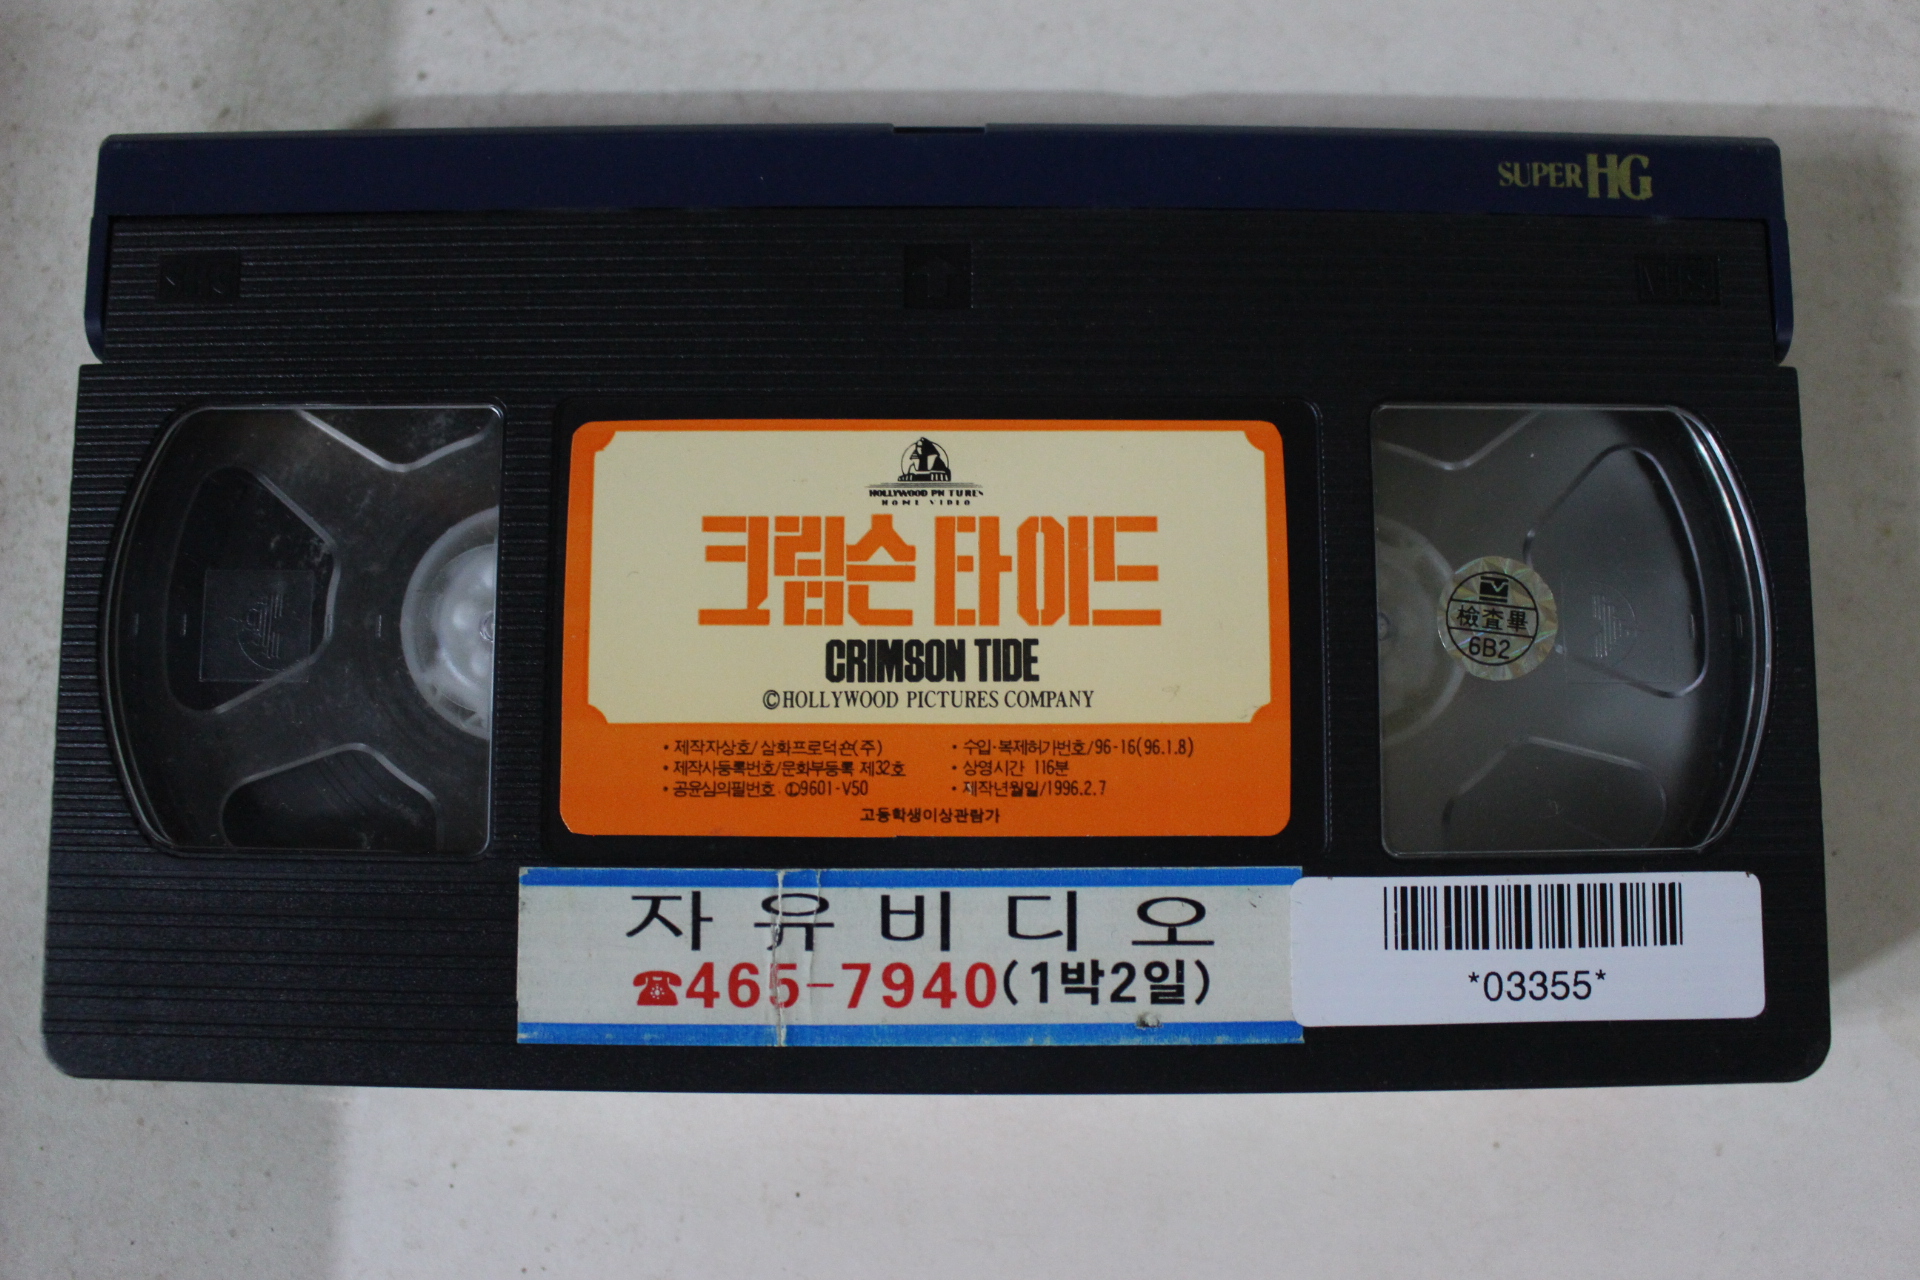 SUPER HG
VHS
VHS
HOLLYWOOD PICTURES
HOME VIDEO
크림슨 타이드
CRIMSON TIDE
©HOLLYWOOD PICTURES COMPANY
• 제작자상호/ 삼화프로덕숀(주)
• 제작사등록번호/문화부등록 제32호
• 공윤심의필번호 : ⓛ9601-V50
• 수입·복제허가번호/96-16(96.1.8)
• 상영시간 116분
• 제작년월일/1996.2.7
고등학생이상관람가
檢查畢
6B2
자유비디오
☎465-7940(1박2일)
*03355*